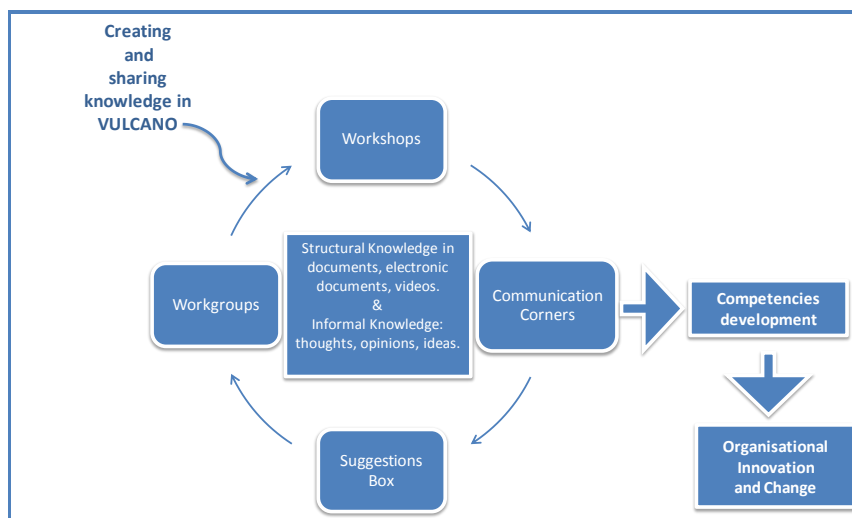 Creating
and
sharing
knowledge in
VULCANO
Workshops
Structural Knowledge in
documents, electronic
documents, videos.
&
Informal Knowledge:
thoughts, opinions, ideas.
Workgroups
Communication
Corners
Competencies
development
Suggestions
Box
Organisational
Innovation
and Change